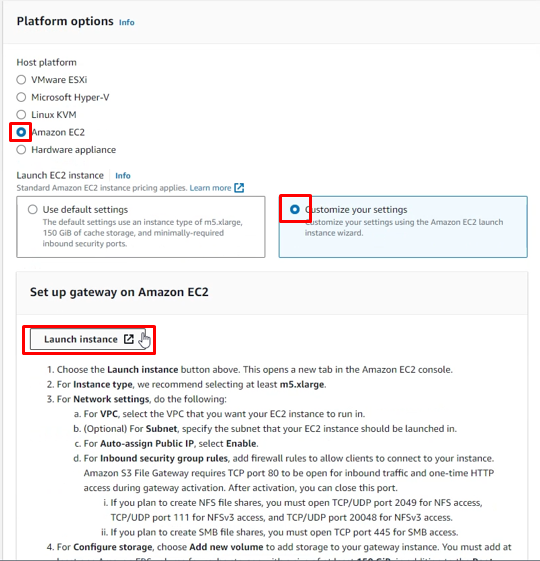 Platform options Info
Host platform
VMware ESXi
Microsoft Hyper-V
Linux KVM
Amazon EC2
Hardware appliance
Launch EC2 instance Info
Standard Amazon EC2 instance pricing applies. Learn more
Use default settings
The default settings use an instance type of m5.xlarge,
150 GiB of cache storage, and minimally-required
inbound security ports.
Customize your settings
Customize your settings using the Amazon EC2 launch
instance wizard.
Set up gateway on Amazon EC2
Launch instance
1. Choose the Launch instance button above. This opens a new tab in the Amazon EC2 console.
2. For Instance type, we recommend selecting at least m5.xlarge.
3. For Network settings, do the following:
a. For VPC, select the VPC that you want your EC2 instance to run in.
b. (Optional) For Subnet, specify the subnet that your EC2 instance should be launched in.
c. For Auto-assign Public IP, select Enable.
d. For Inbound security group rules, add firewall rules to allow clients to connect to your instance.
Amazon S3 File Gateway requires TCP port 80 to be open for inbound traffic and one-time HTTP
access during gateway activation. After activation, you can close this port.
i. If you plan to create NFS file shares, you must open TCP/UDP port 2049 for NFS access,
TCP/UDP port 111 for NFSv3 access, and TCP/UDP port 20048 for NFSv3 access.
ii. If you plan to create SMB file shares, you must open TCP port 445 for SMB access.
4. For Configure storage, choose Add new volume to add storage to your gateway instance. You must add at